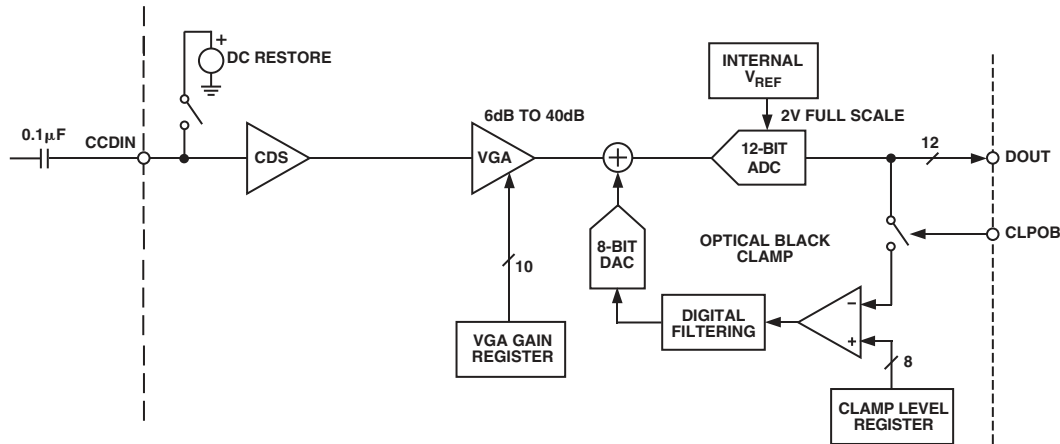 +
DC RESTORE
INTERNAL
VREF
0.1μF
CCDIN
6dB TO 40dB
2V FULL SCALE
CDS
VGA
+
12-BIT
ADC
12
DOUT
8-BIT
DAC
OPTICAL BLACK
CLAMP
CLPOB
10
DIGITAL
FILTERING
–
+
VGA GAIN
REGISTER
8
CLAMP LEVEL
REGISTER